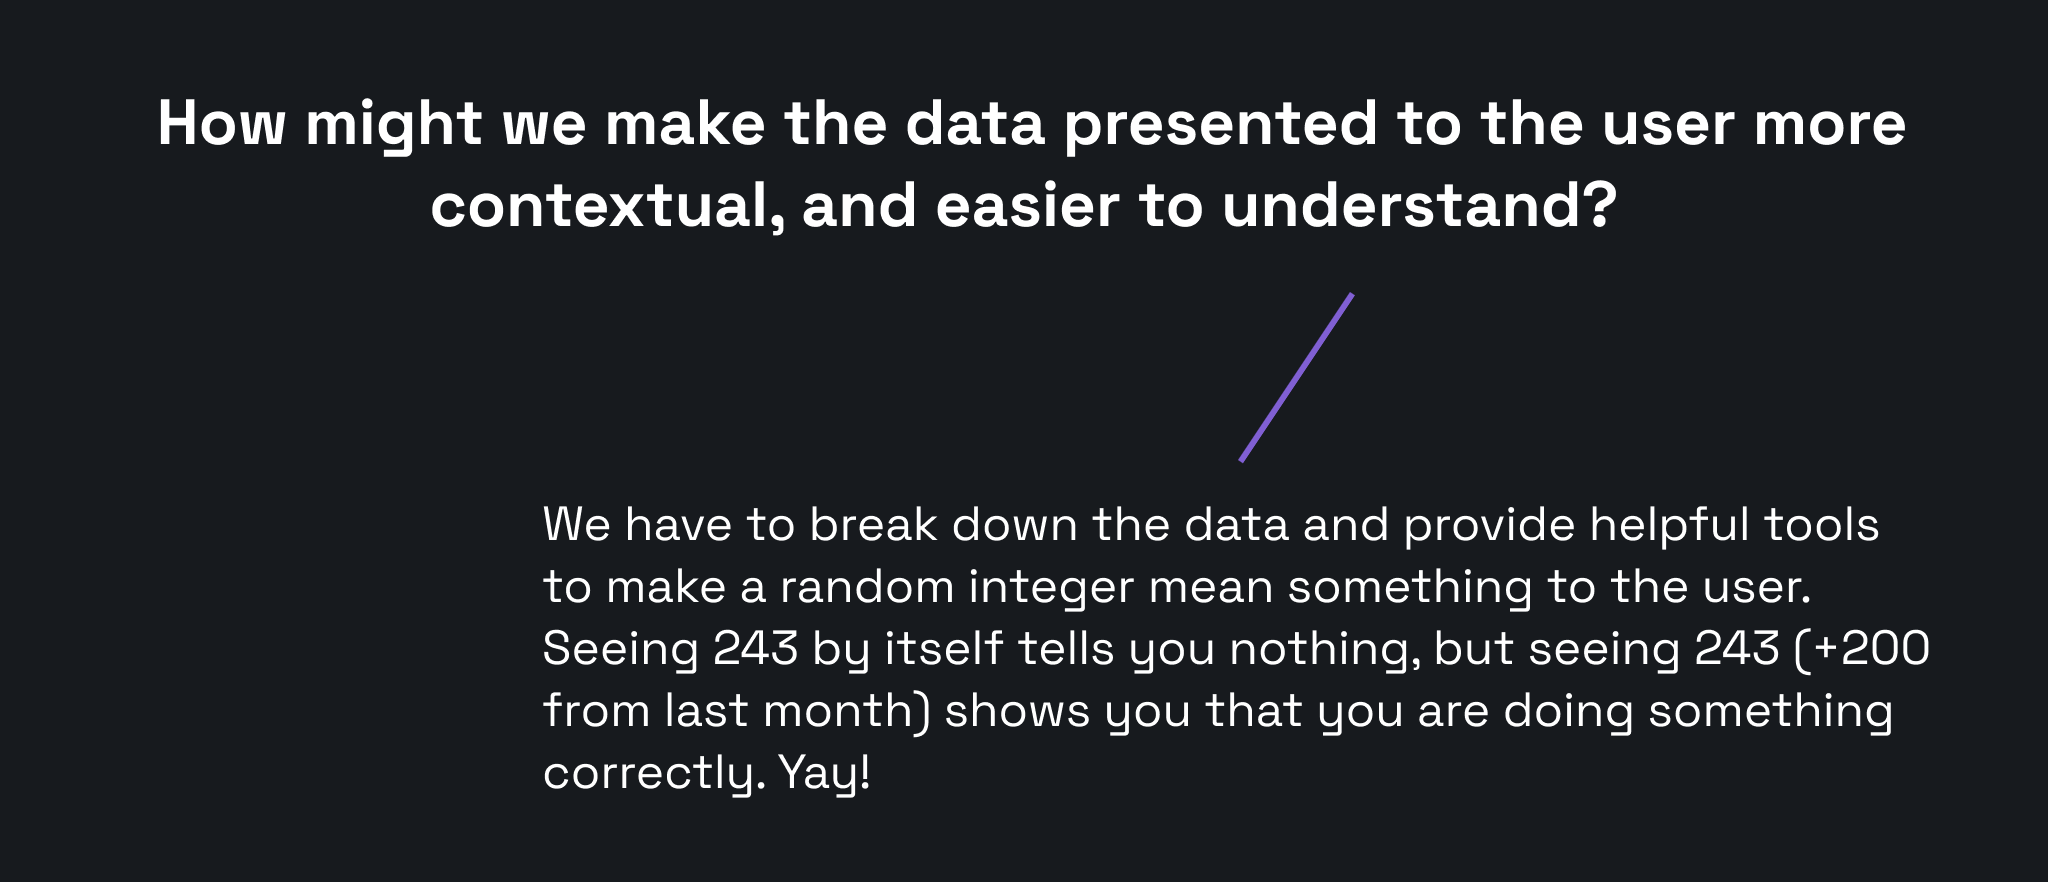 How might we make the data presented to the user more
contextual, and easier to understand?
We have to break down the data and provide helpful tools
to make a random integer mean something to the user.
Seeing 243 by itself tells you nothing, but seeing 243 (+200
from last month) shows you that you are doing something
correctly. Yay!